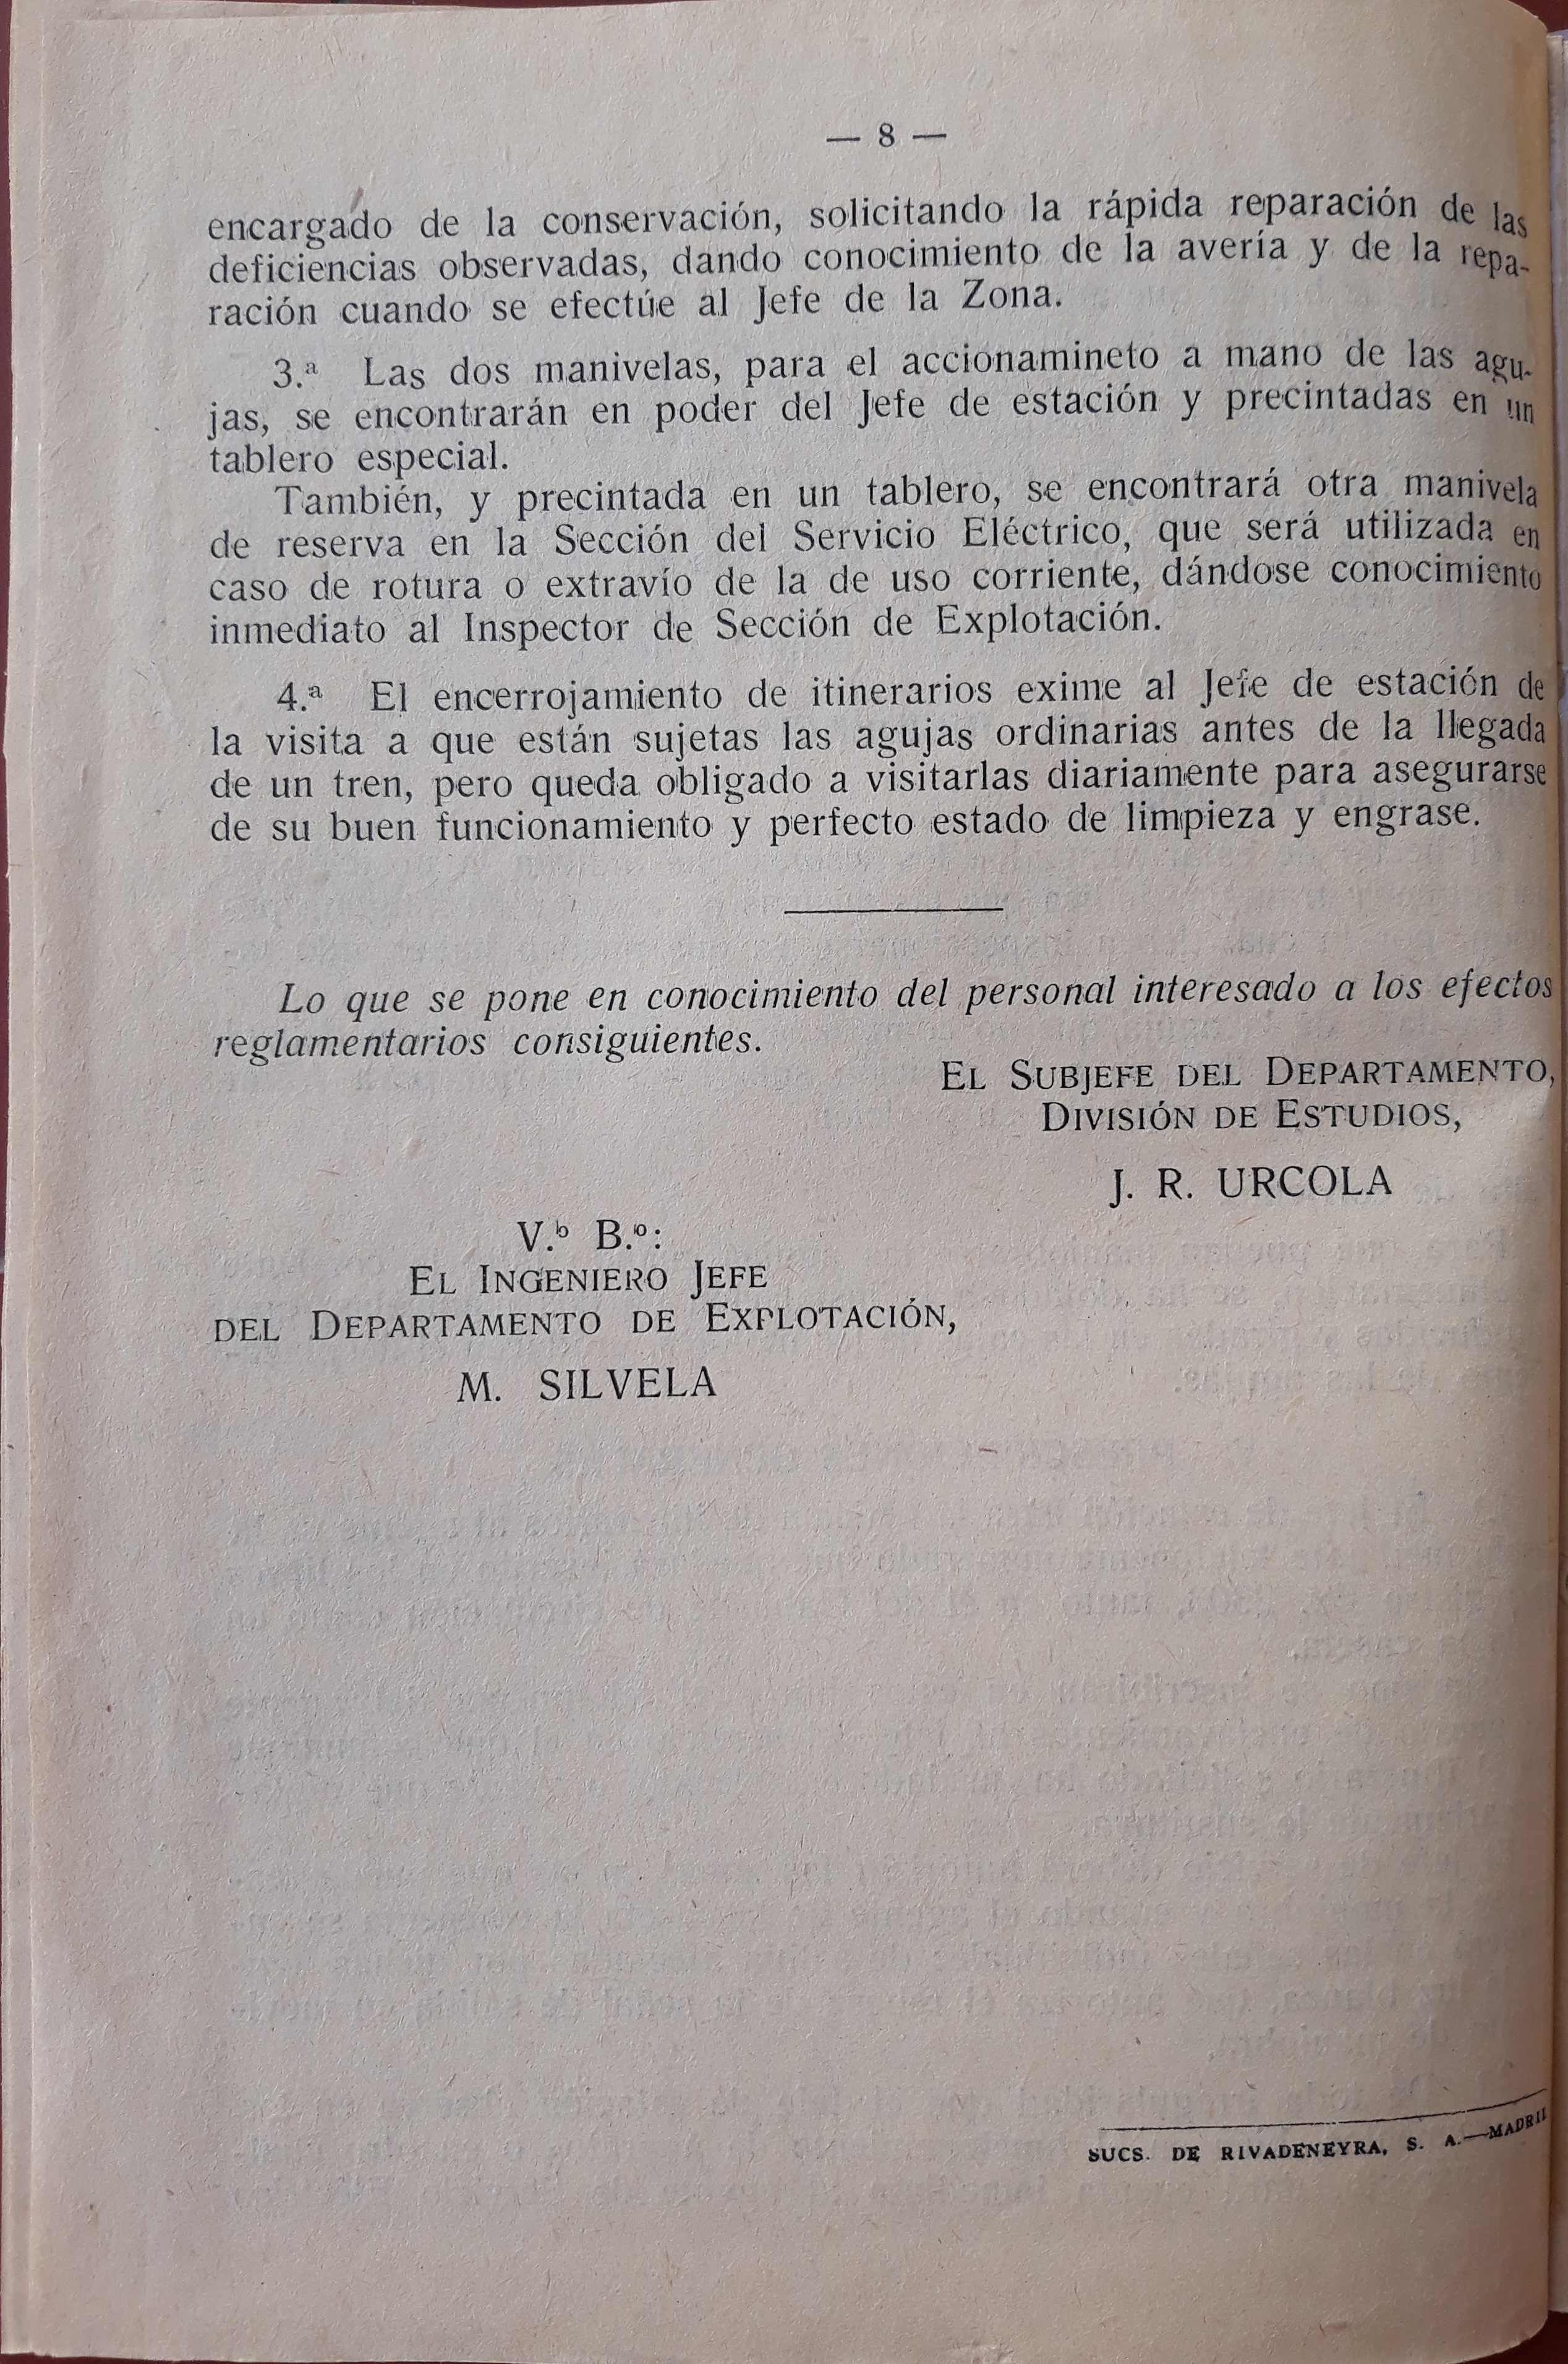 — 8 —
encargado de la conservación, solicitando la rápida reparación de las
deficiencias observadas, dando conocimiento de la avería y de la repa-
ración cuando se efectúe al Jefe de la Zona.
3.ª Las dos manivelas, para el accionamineto a mano de las agu-
jas, se encontrarán en poder del Jefe de estación y precintadas en un
tablero especial.
También, y precintada en un tablero, se encontrará otra manivela
de reserva en la Sección del Servicio Eléctrico, que será utilizada en
caso de rotura o extravío de la de uso corriente, dándose conocimiento
inmediato al Inspector de Sección de Explotación.
4.ª El encerrojamiento de itinerarios exime al Jefe de estación de
la visita a que están sujetas las agujas ordinarias antes de la llegada
de un tren, pero queda obligado a visitarlas diariamente para asegurarse
de su buen funcionamiento y perfecto estado de limpieza y engrase.
Lo que se pone en conocimiento del personal interesado a los efectos
reglamentarios consiguientes.
EL SUBJEFE DEL DEPARTAMENTO,
DIVISIÓN DE ESTUDIOS,
J. R. URCOLA
V.º B.º:
EL INGENIERO JEFE
DEL DEPARTAMENTO DE EXPLOTACIÓN,
M. SILVELA
SUCS. DE RIVADENEYRA, S. A.—MADRID